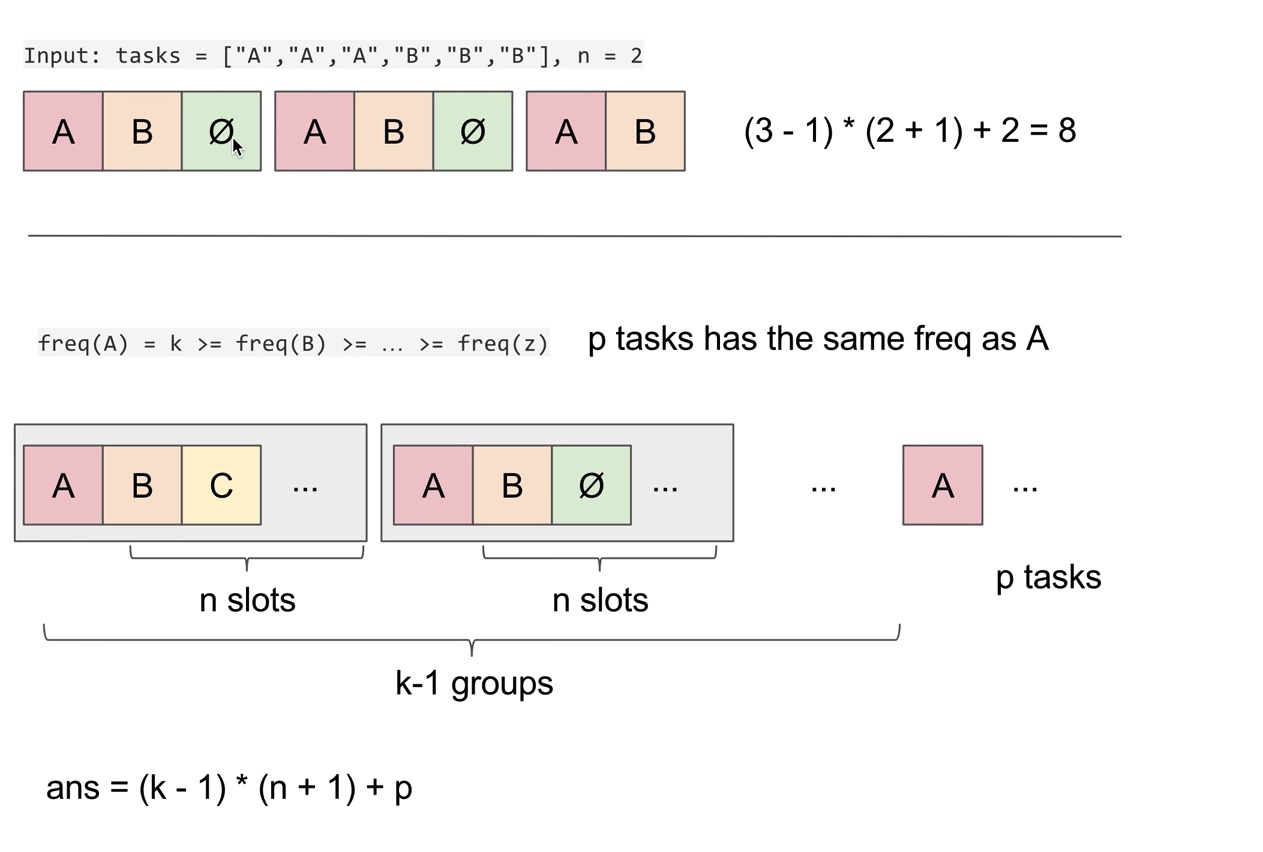 Input: tasks = ["A","A","A","B","B","B"], n = 2
A B Ø A B Ø A B (3 - 1) * (2 + 1) + 2 = 8
freq(A) = k >= freq(B) >= … >= freq(z) p tasks has the same freq as A
A B C ... A B Ø ... ... A ...
n slots n slots p tasks
k-1 groups
ans = (k - 1) * (n + 1) + p